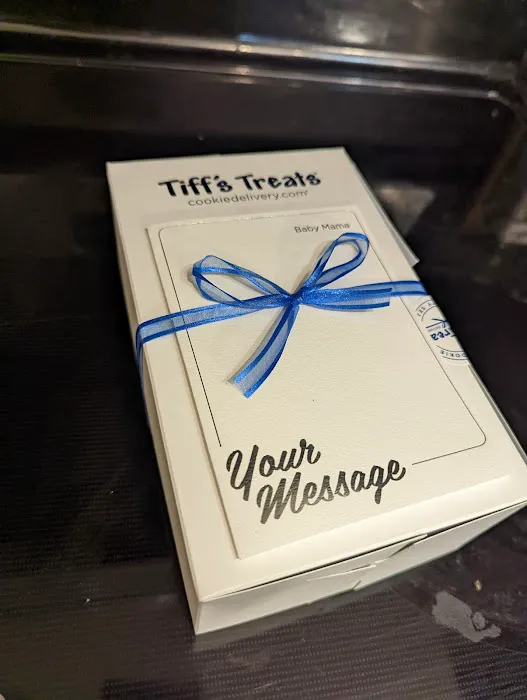 Tiff's Treats
cookiedelivery.com
Baby Mama
Your
Message